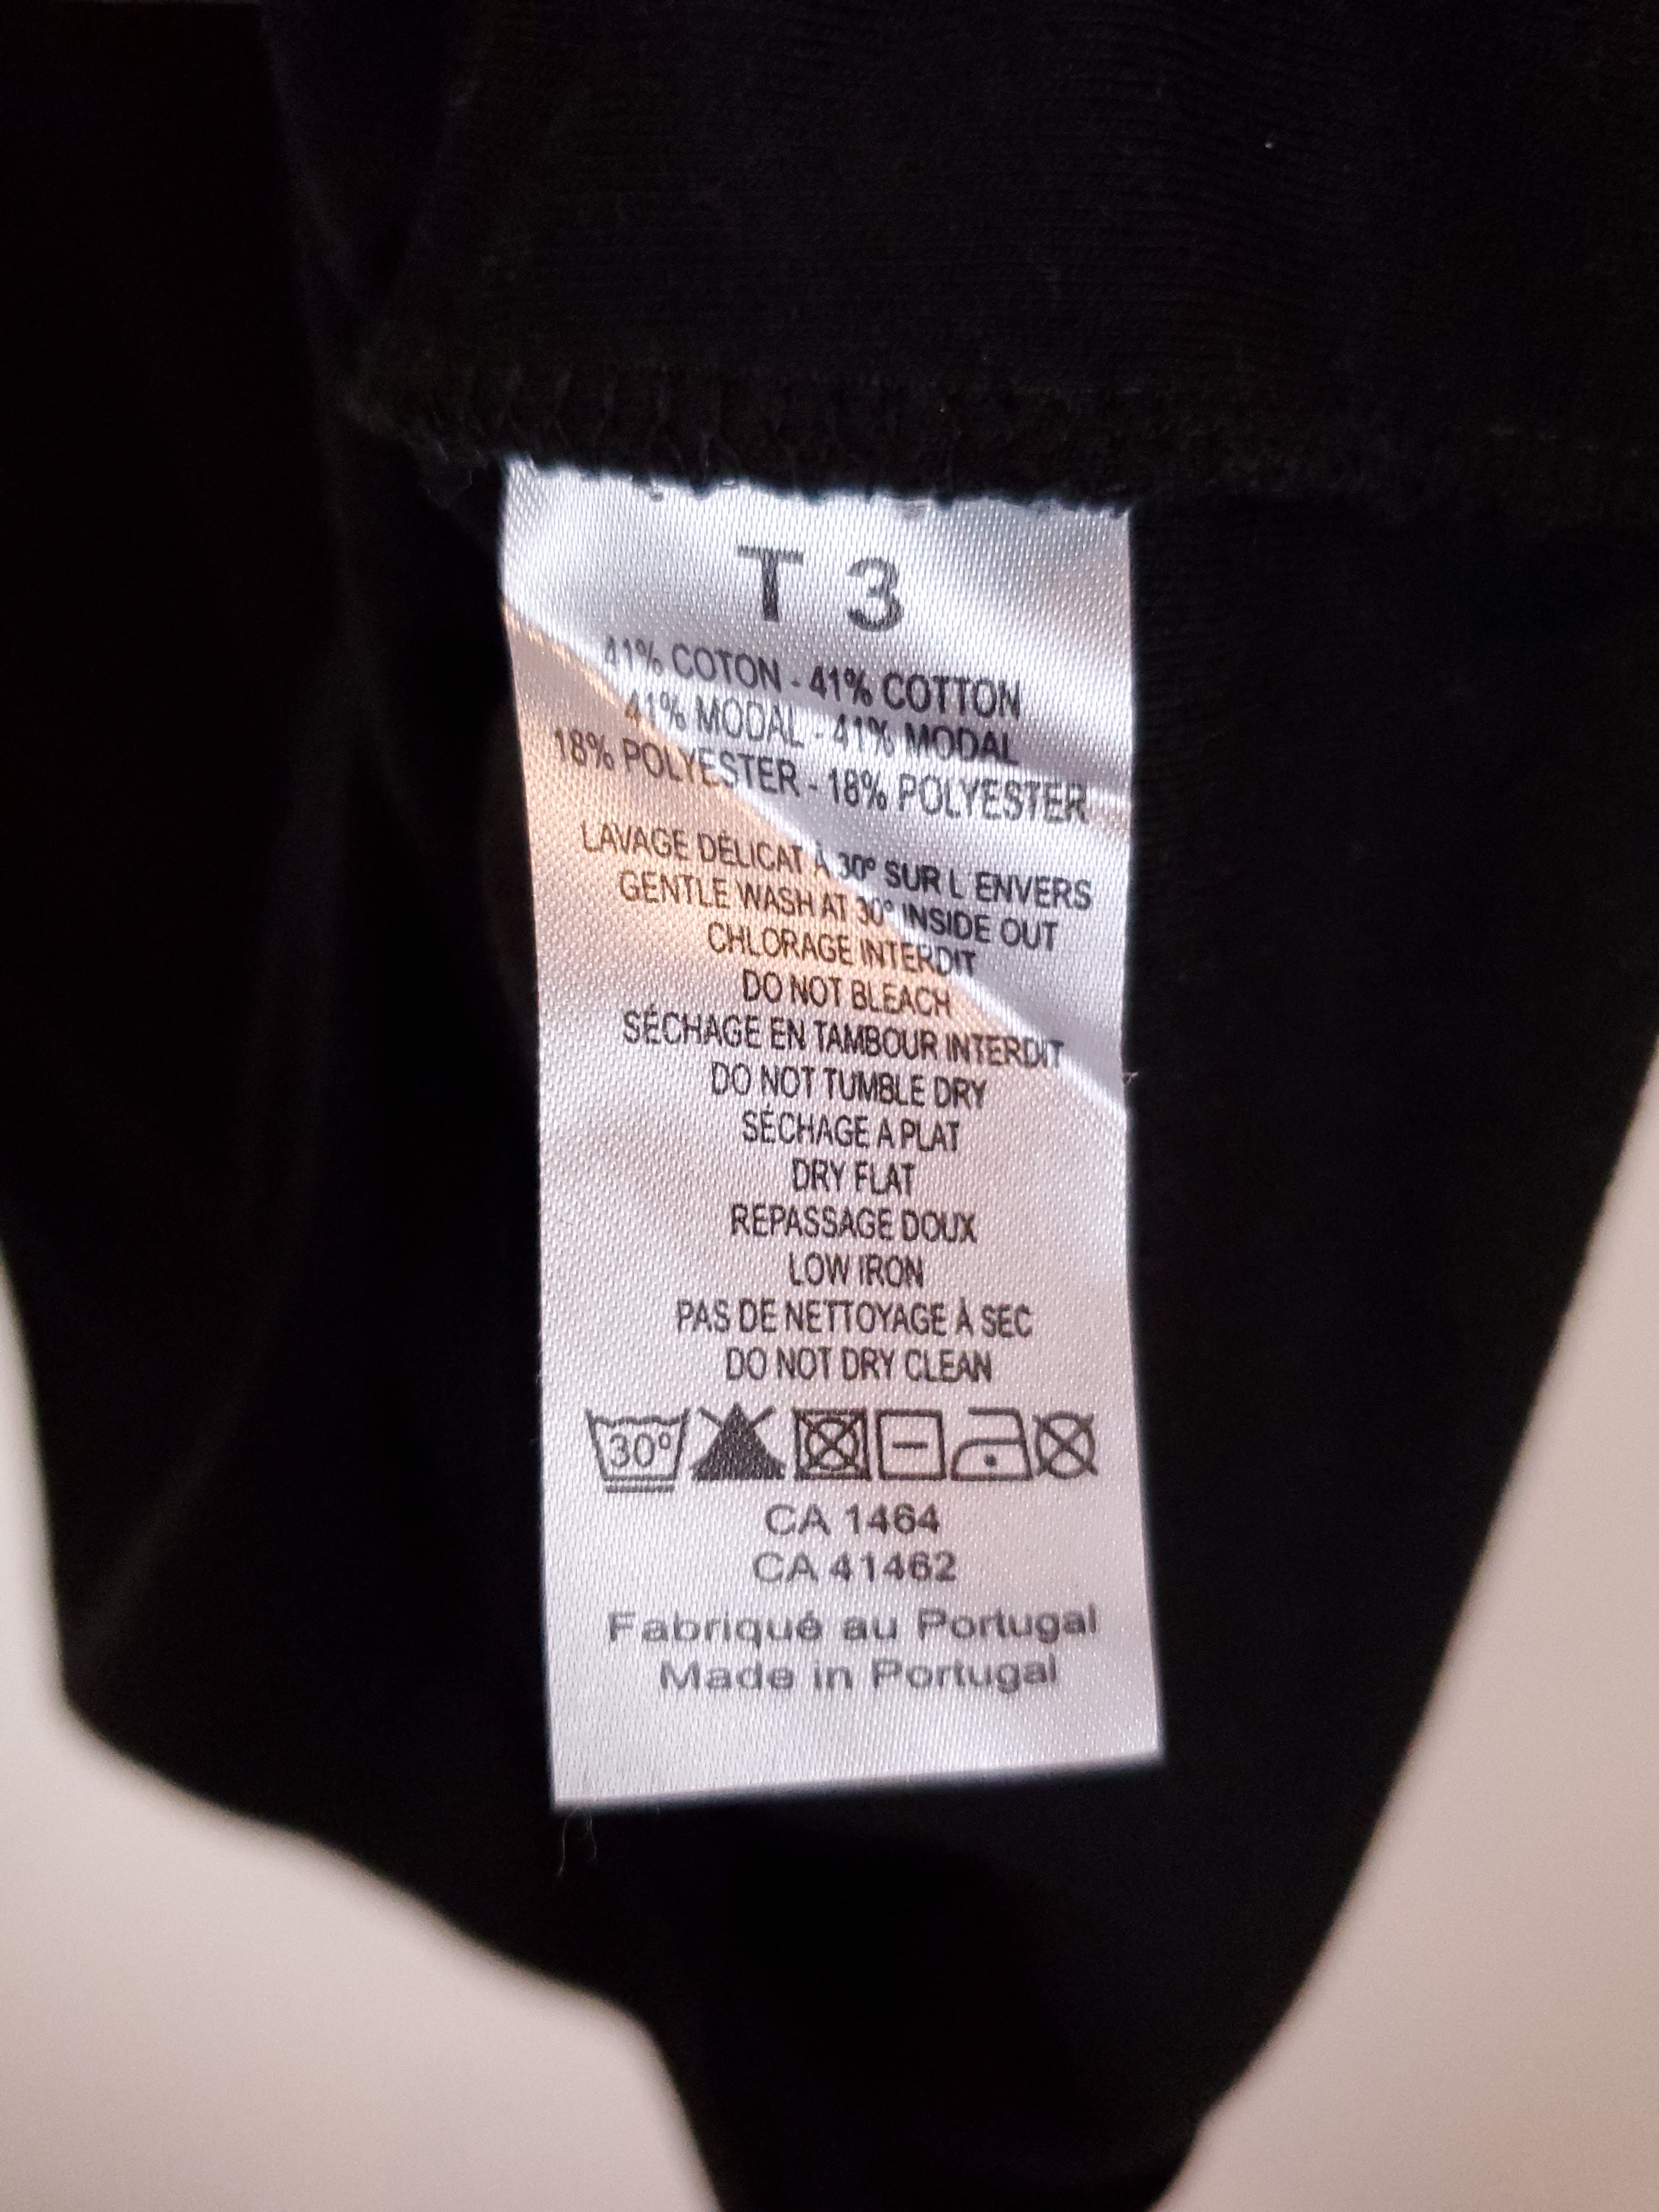 T 3
41% COTON - 41% COTTON
41% MODAL - 41% MODAL
18% POLYESTER - 18% POLYESTER
LAVAGE DÉLICAT À 30° SUR L ENVERS
GENTLE WASH AT 30° INSIDE OUT
CHLORAGE INTERDIT
DO NOT BLEACH
SÉCHAGE EN TAMBOUR INTERDIT
DO NOT TUMBLE DRY
SÉCHAGE A PLAT
DRY FLAT
REPASSAGE DOUX
LOW IRON
PAS DE NETTOYAGE À SEC
DO NOT DRY CLEAN
30°
CA 1464
CA 41462
Fabriqué au Portugal
Made in Portugal